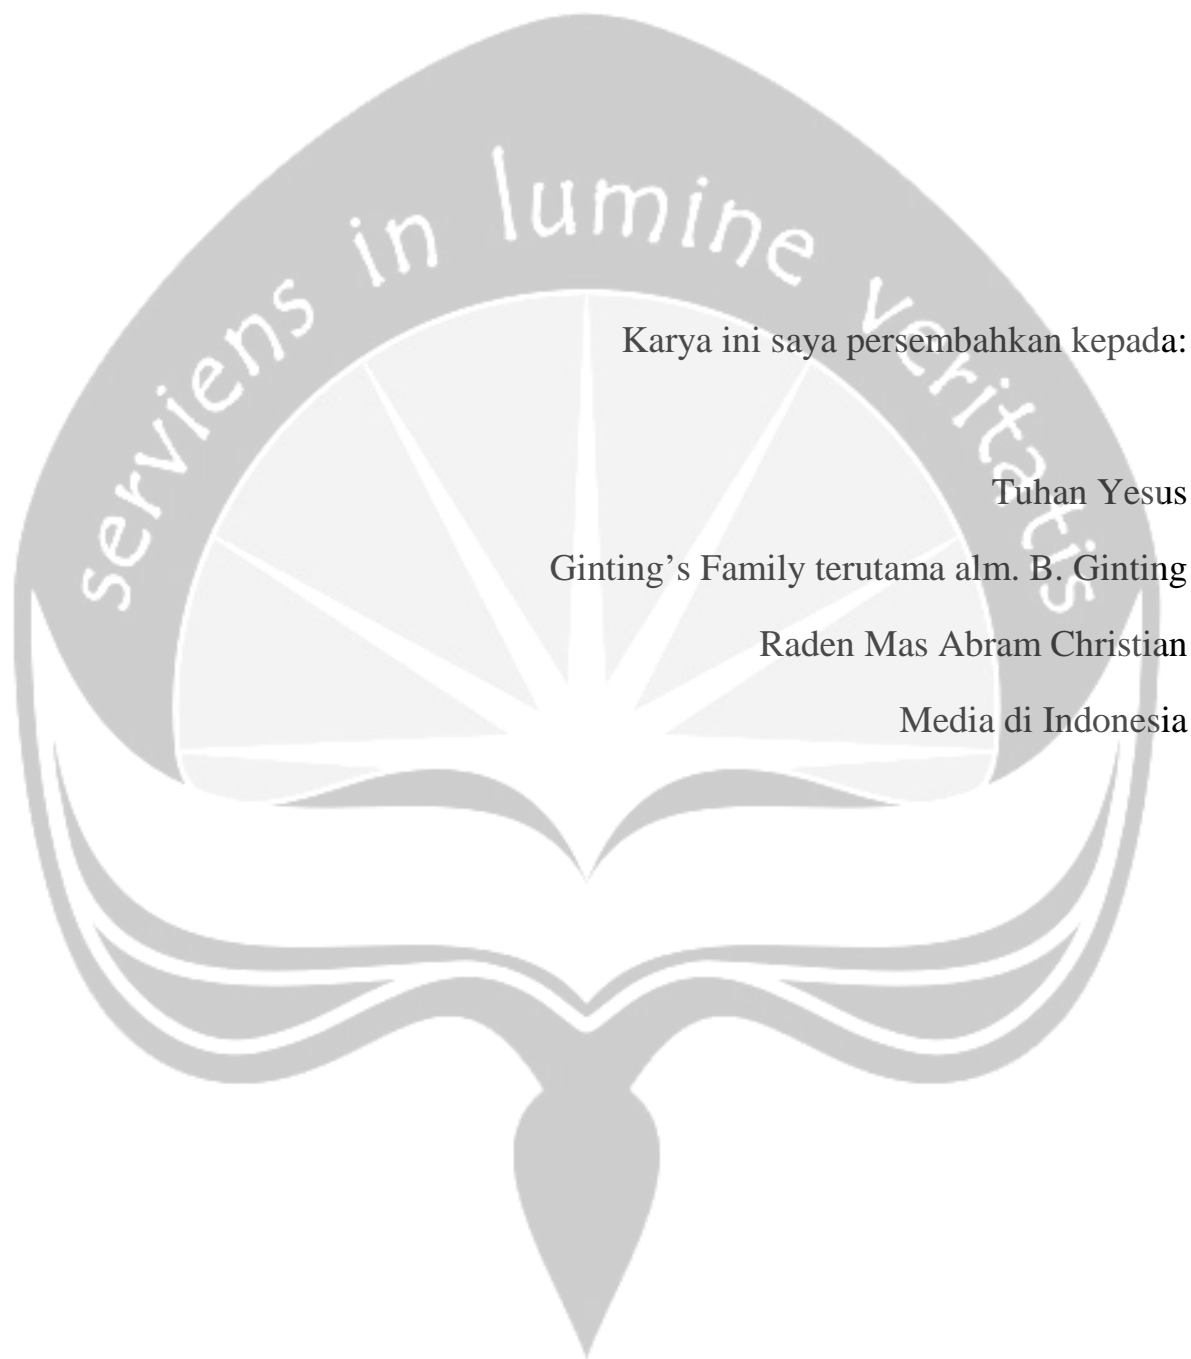 serviens in lumine veritatis
Karya ini saya persembahkan kepada:
Tuhan Yesus
Ginting’s Family terutama alm. B. Ginting
Raden Mas Abram Christian
Media di Indonesia